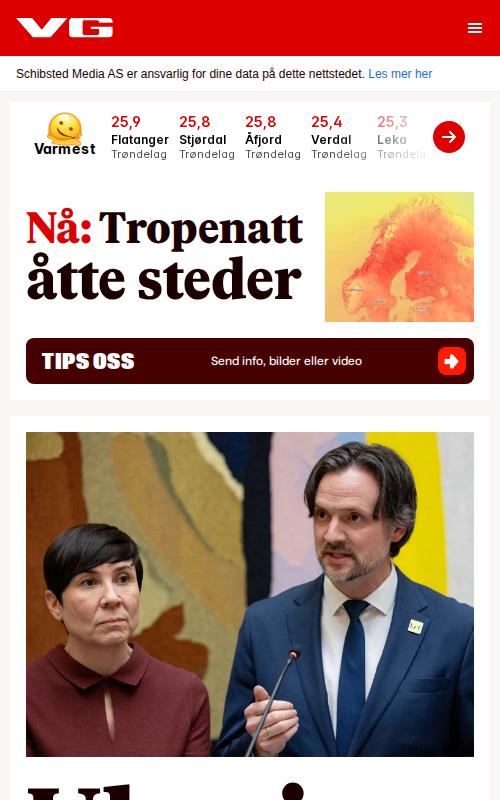 VG
Schibsted Media AS er ansvarlig for dine data på dette nettstedet. Les mer her
Varmest
25,9
Flatanger
Trøndelag
25,8
Stjørdal
Trøndelag
25,8
Åfjord
Trøndelag
25,4
Verdal
Trøndelag
25,3
Leka
Nå: Tropenatt
åtte steder
TIPS OSS
Send info, bilder eller video